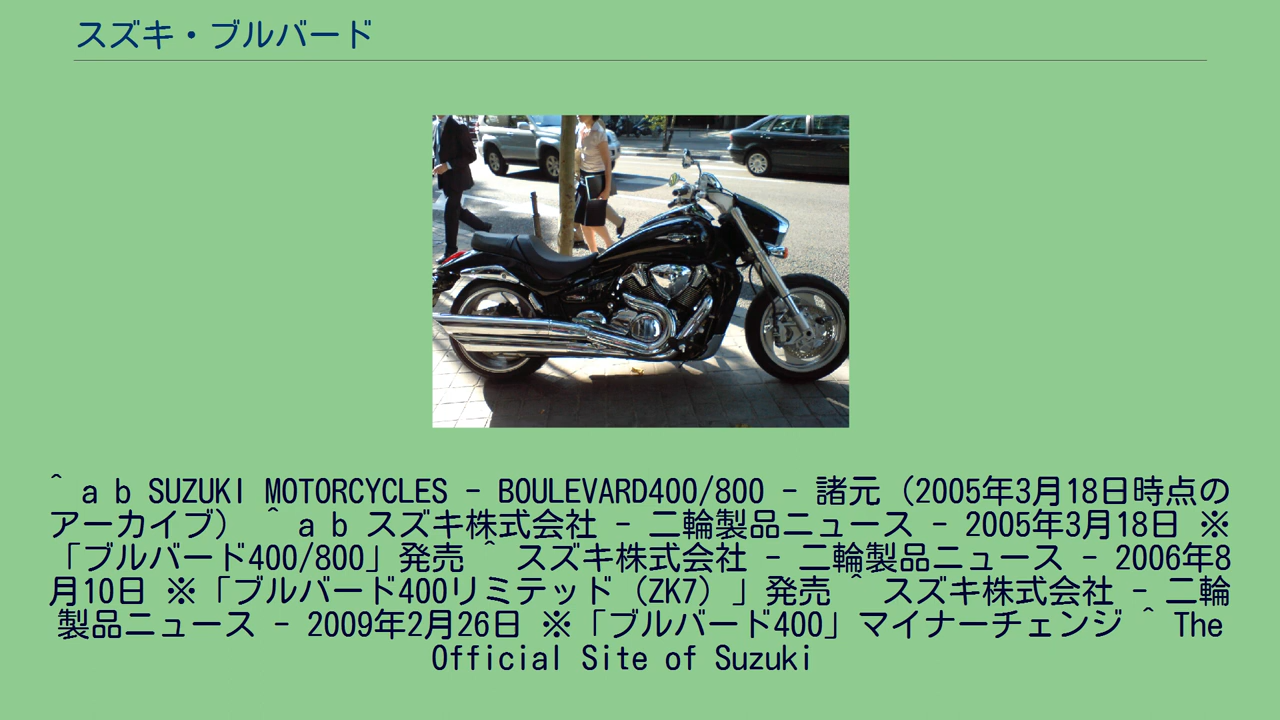 スズキ・ブルバード
^ a b SUZUKI MOTORCYCLES - BOULEVARD400/800 - 諸元（2005年3月18日時点の
アーカイブ） ^ a b スズキ株式会社 - 二輪製品ニュース - 2005年3月18日 ※
「ブルバード400/800」発売 ^ スズキ株式会社 - 二輪製品ニュース - 2006年8
月10日 ※「ブルバード400リミテッド（ZK7）」発売 ^ スズキ株式会社 - 二輪
製品ニュース - 2009年2月26日 ※「ブルバード400」マイナーチェンジ ^ The
Official Site of Suzuki